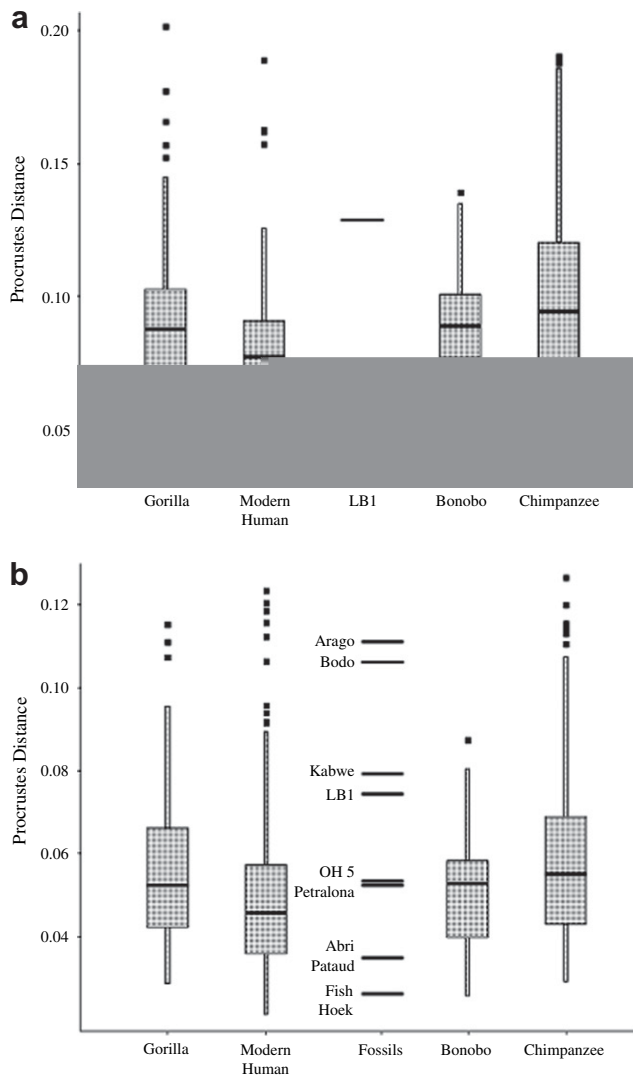 a
Procrustes Distance
0.20
0.15
0.10
0.05
Gorilla
Modern
Human
LB1
Bonobo
Chimpanzee
b
Procrustes Distance
0.12
0.10
0.08
0.06
0.04
Arago
Bodo
Kabwe
LB1
OH 5
Petralona
Abri
Pataud
Fish
Hoek
Gorilla
Modern
Human
Fossils
Bonobo
Chimpanzee